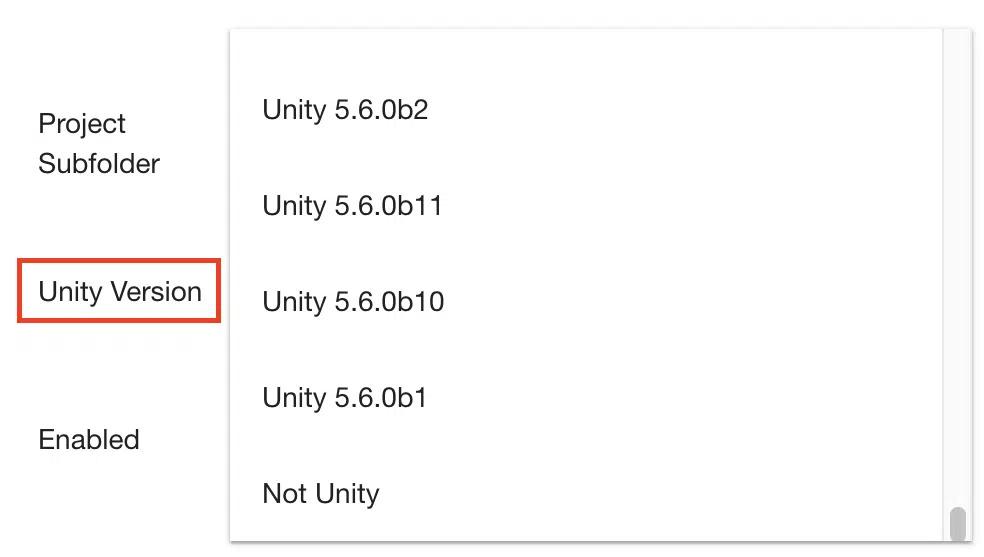 Project
Subfolder
Unity Version
Enabled
Unity 5.6.0b2
Unity 5.6.0b11
Unity 5.6.0b10
Unity 5.6.0b1
Not Unity